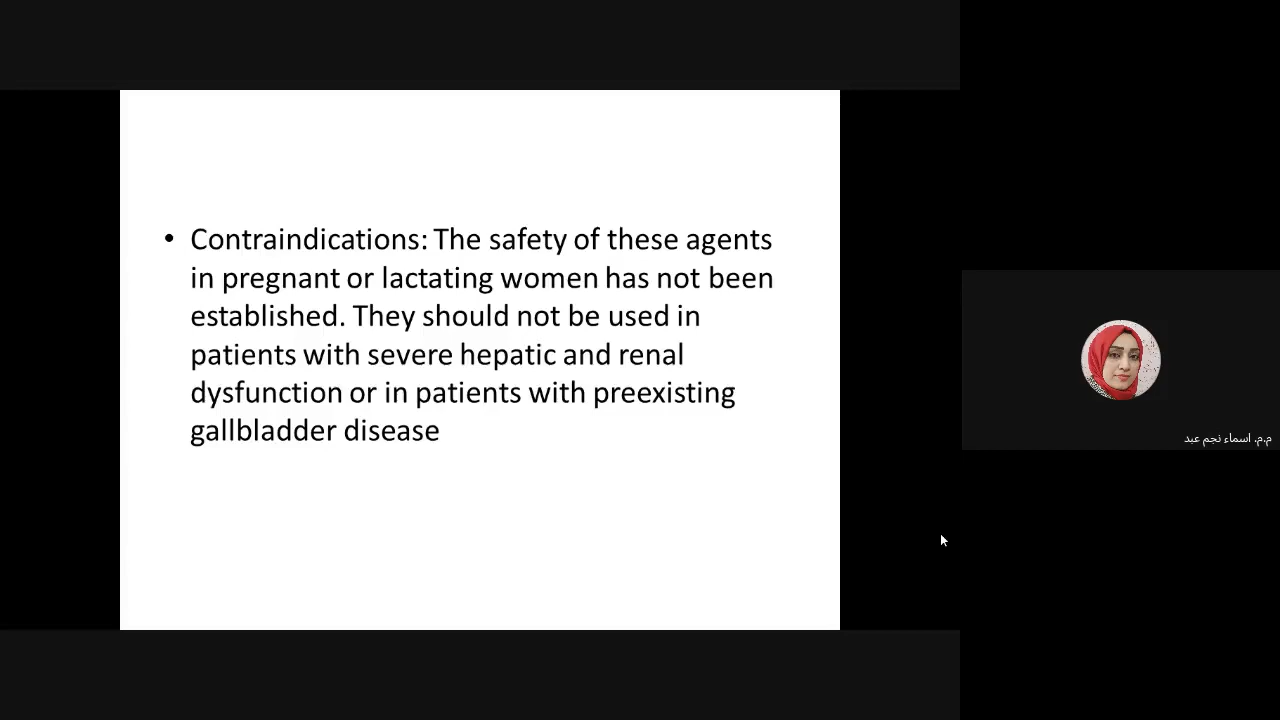 • Contraindications: The safety of these agents
in pregnant or lactating women has not been
established. They should not be used in
patients with severe hepatic and renal
dysfunction or in patients with preexisting
gallbladder disease
م.م. اسماء نجم عبد